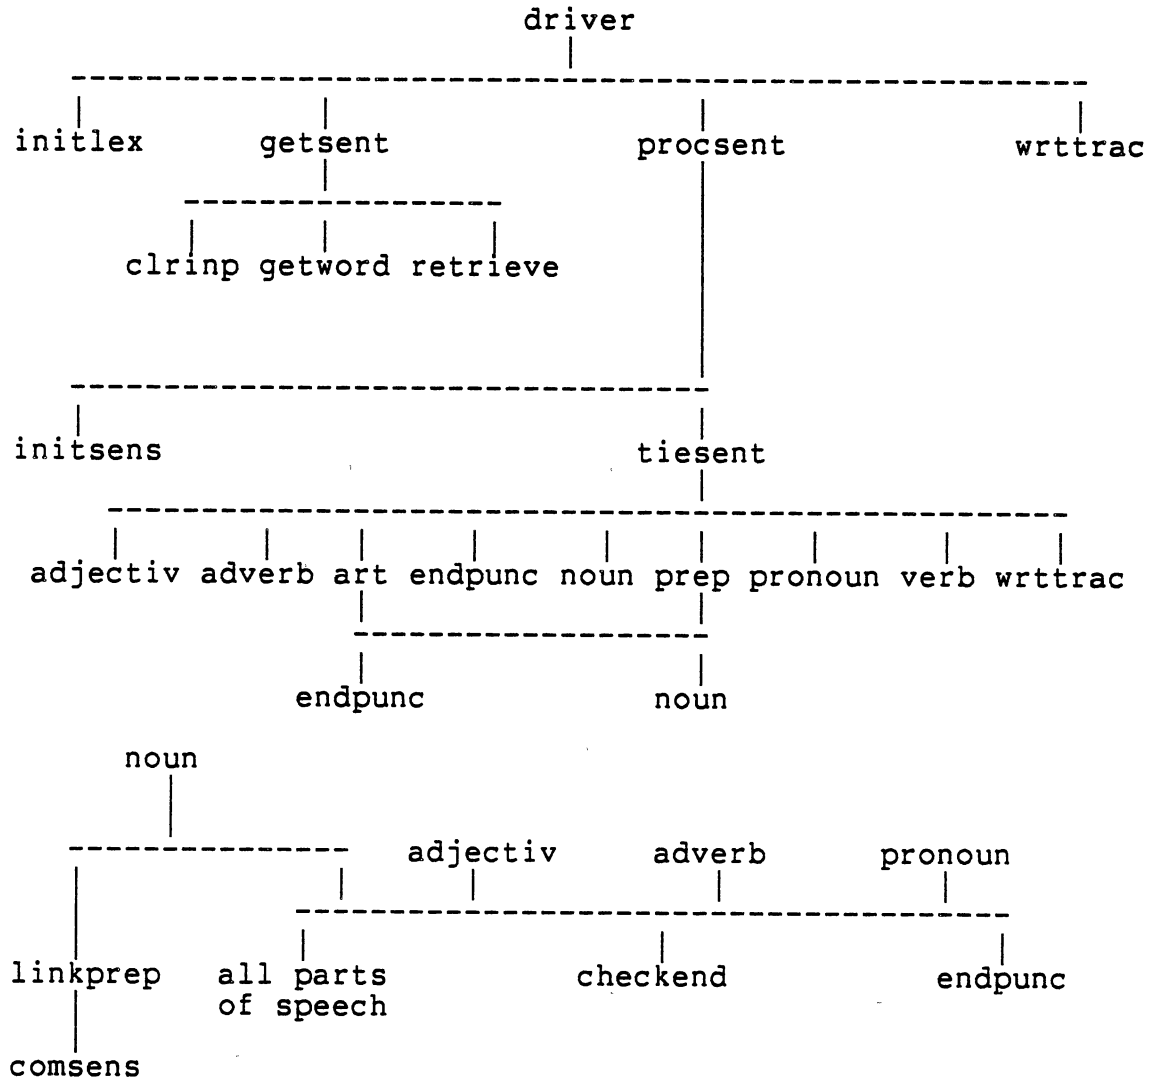 driver
initlex getsent procsent wrttrac
clrinp getword retrieve
initsens tiesent
adjectiv adverb art endpunc noun prep pronoun verb wrttrac
endpunc noun
noun
adjectiv adverb pronoun
linkprep all parts checkend endpunc
of speech
comsens